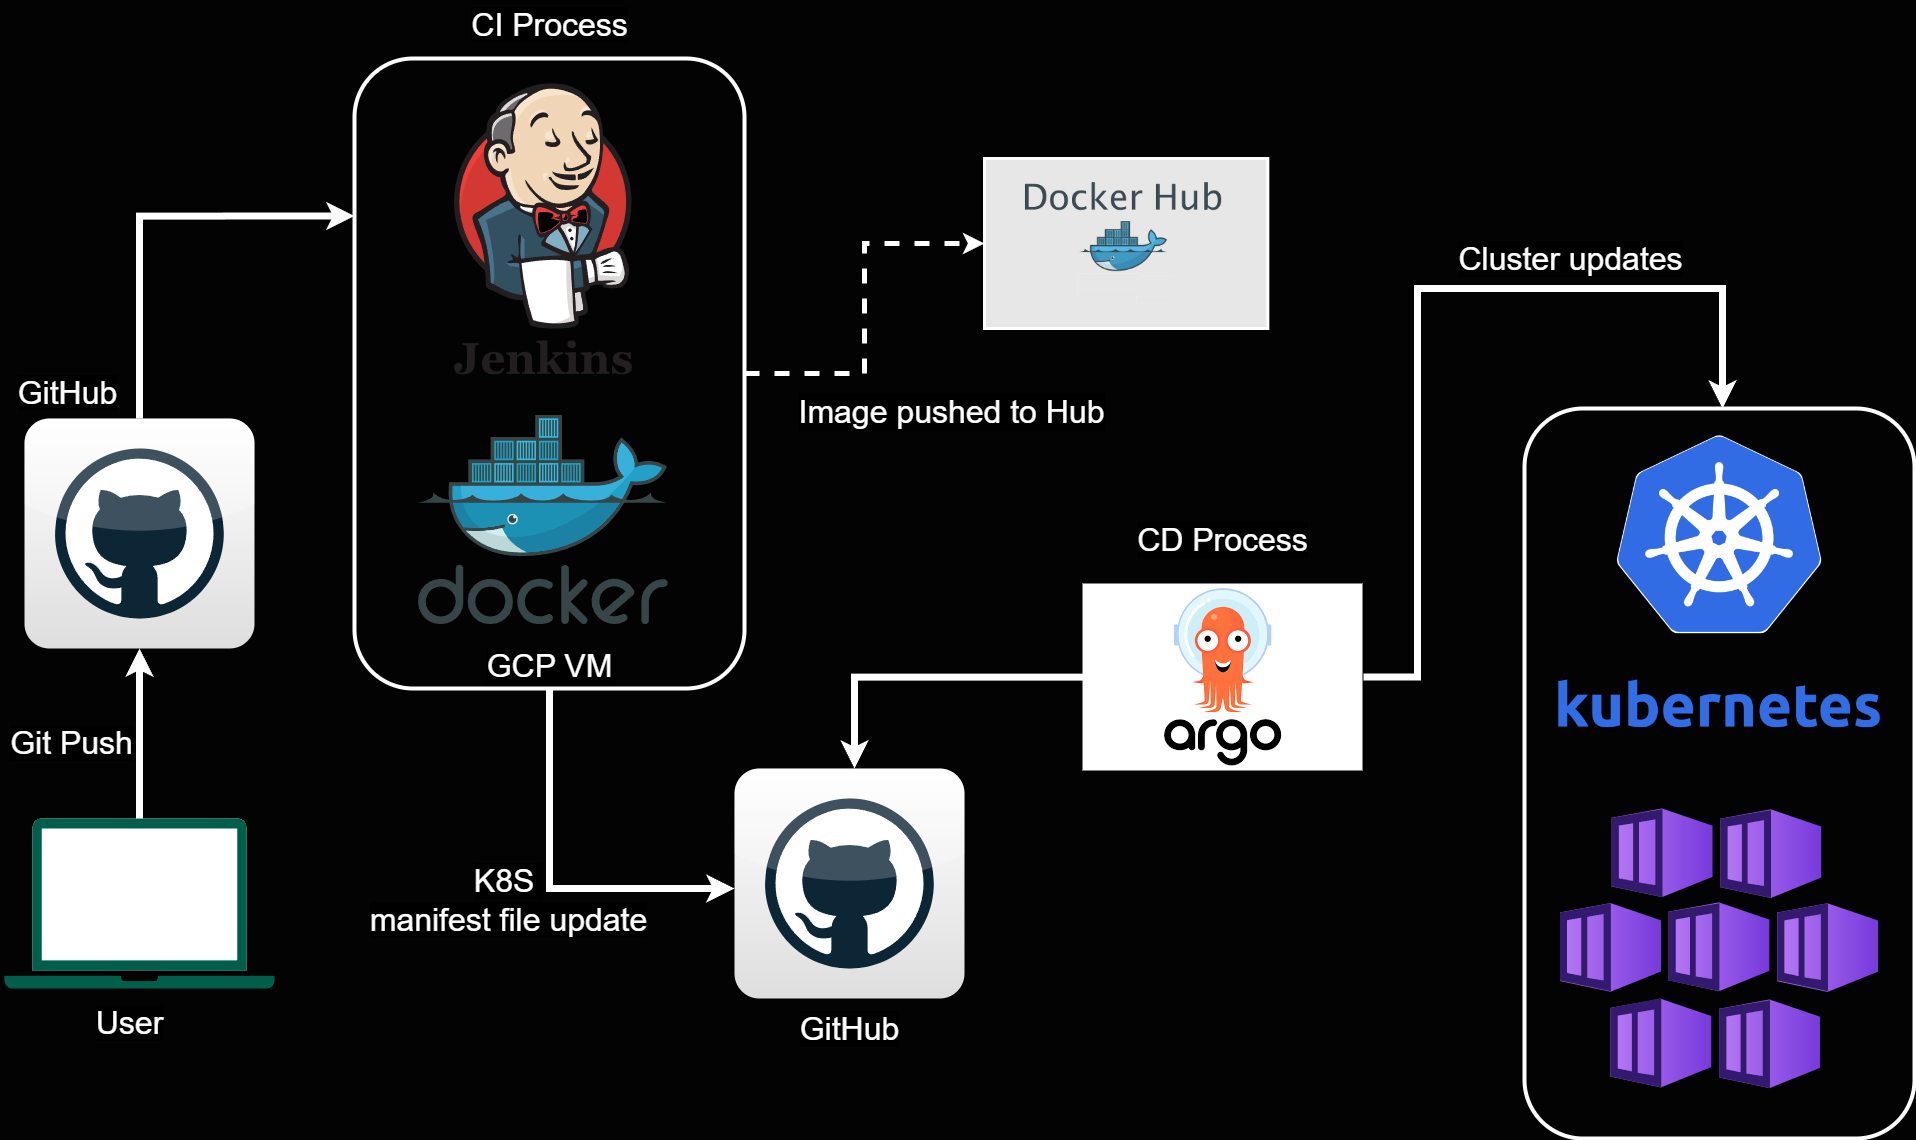 CI Process
Jenkins
docker
GCP VM
GitHub
Git Push
User
Docker Hub
Image pushed to Hub
K8S
manifest file update
GitHub
CD Process
argo
Cluster updates
kubernetes